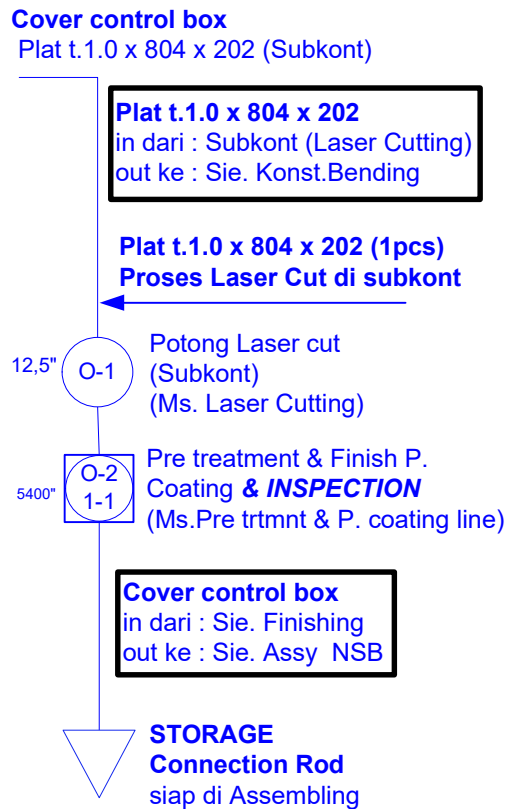 Cover control box
Plat t.1.0 x 804 x 202 (Subkont)
Plat t.1.0 x 804 x 202
in dari : Subkont (Laser Cutting)
out ke : Sie. Konst.Bending
Plat t.1.0 x 804 x 202 (1pcs)
Proses Laser Cut di subkont
12,5"
O-1
Potong Laser cut
(Subkont)
(Ms. Laser Cutting)
5400"
O-2
1-1
Pre treatment & Finish P.
Coating & INSPECTION
(Ms.Pre trtmnt & P. coating line)
Cover control box
in dari : Sie. Finishing
out ke : Sie. Assy NSB
STORAGE
Connection Rod
siap di Assembling